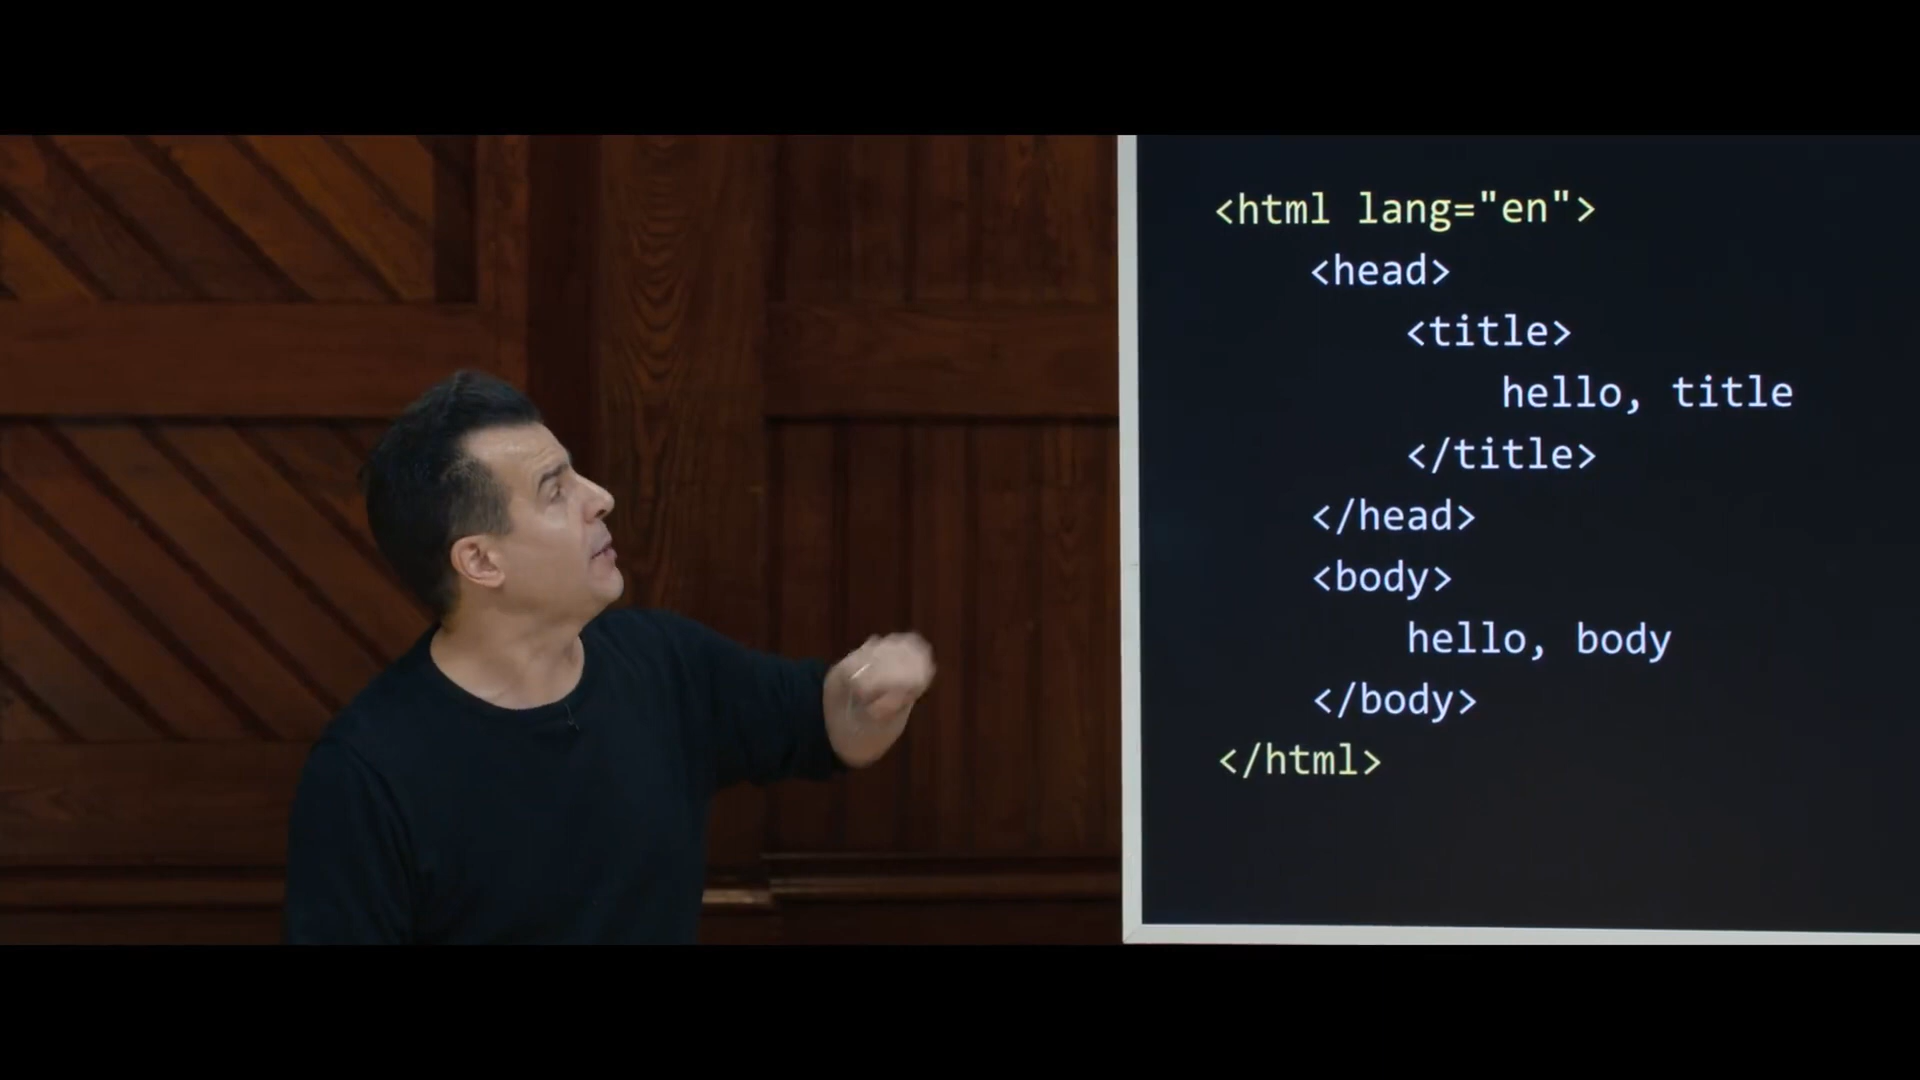 <html lang="en">
<head>
<title>
hello, title
</title>
</head>
<body>
hello, body
</body>
</html>